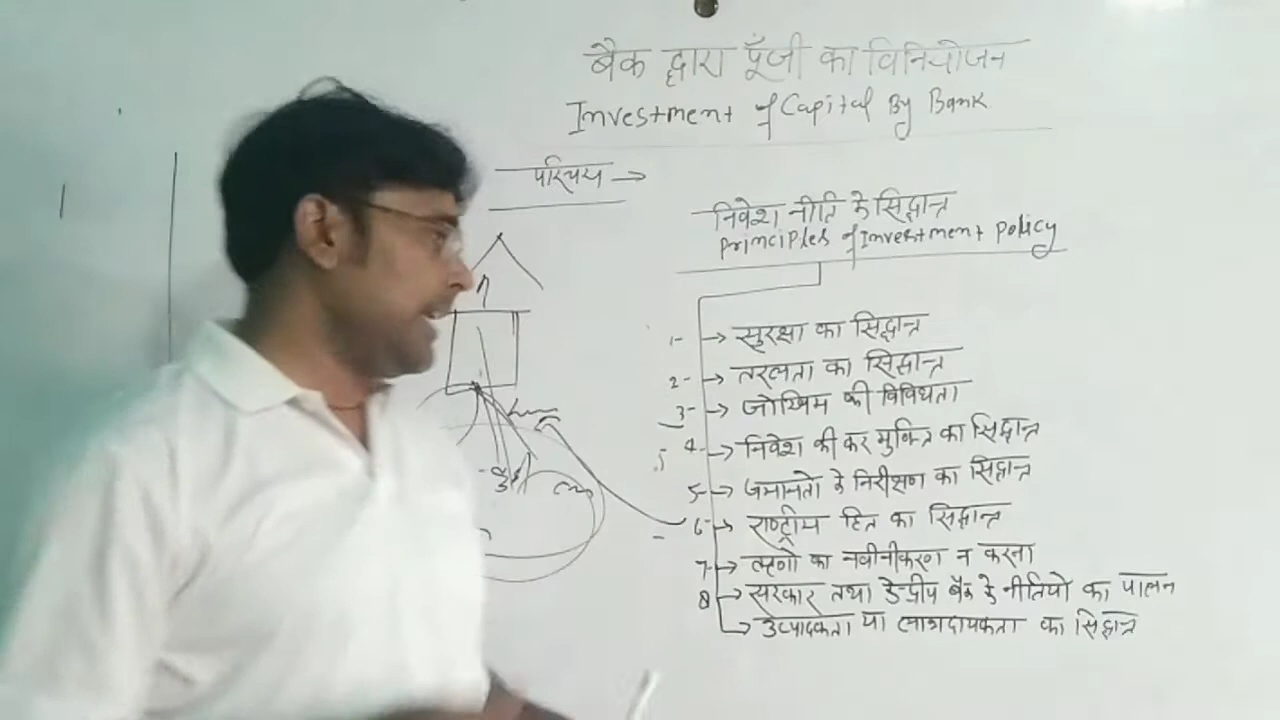 बैंक द्वारा पूँजी का विनियोजन
Investment of Capital By Bank
परिचय →
निवेश नीति के सिद्धान्त
Principles of Investment Policy
1- → सुरक्षा का सिद्धान्त
2- → तरलता का सिद्धान्त
3- → जोखिम की विविधता
4- → निवेश की कर मुक्ति का सिद्धान्त
5- → जमानतो के निरीक्षण का सिद्धान्त
6- → राष्ट्रीय हित का सिद्धान्त
7- → ऋणो का नवीनीकरण न करना
8 → सरकार तथा केन्द्रीय बैंक के नीतियो का पालन
→ उत्पादकता या लाभदायकता का सिद्धान्त